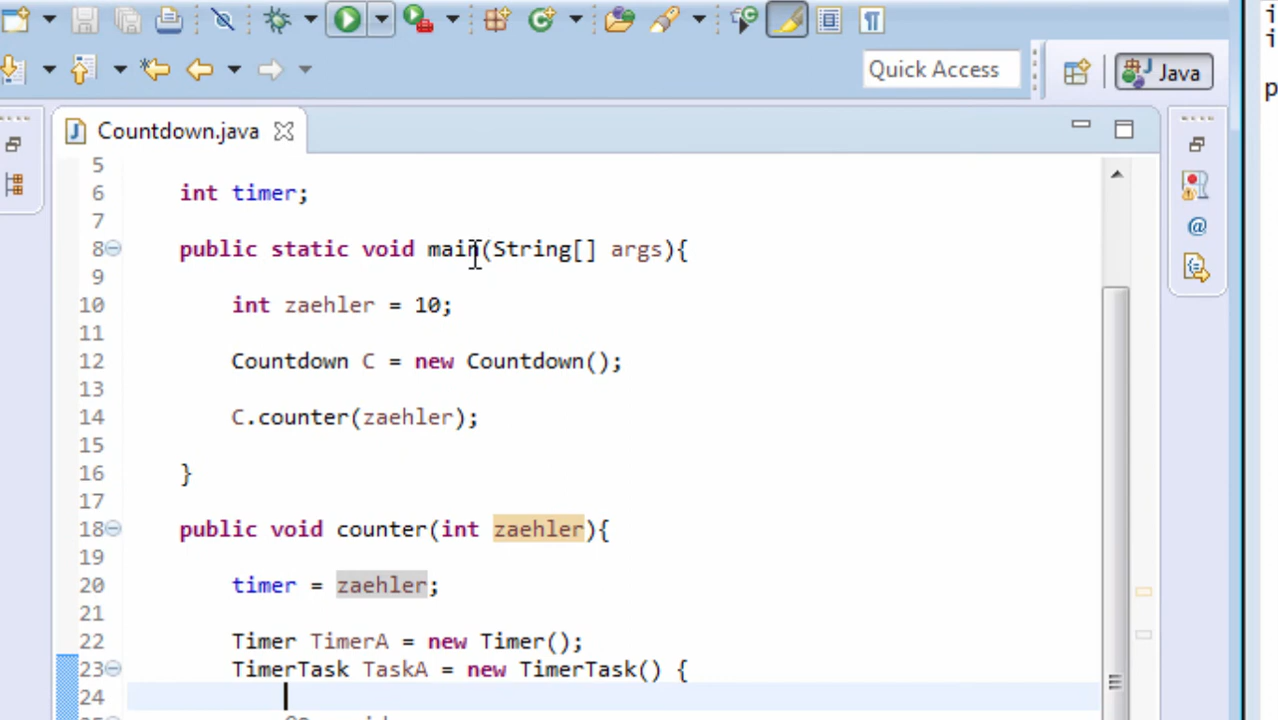 Quick Access
Java
Countdown.java
5
6 int timer;
7
8 public static void main(String[] args){
9
10 int zaehler = 10;
11
12 Countdown C = new Countdown();
13
14 C.counter(zaehler);
15
16 }
17
18 public void counter(int zaehler){
19
20 timer = zaehler;
21
22 Timer TimerA = new Timer();
23 TimerTask TaskA = new TimerTask() {
24